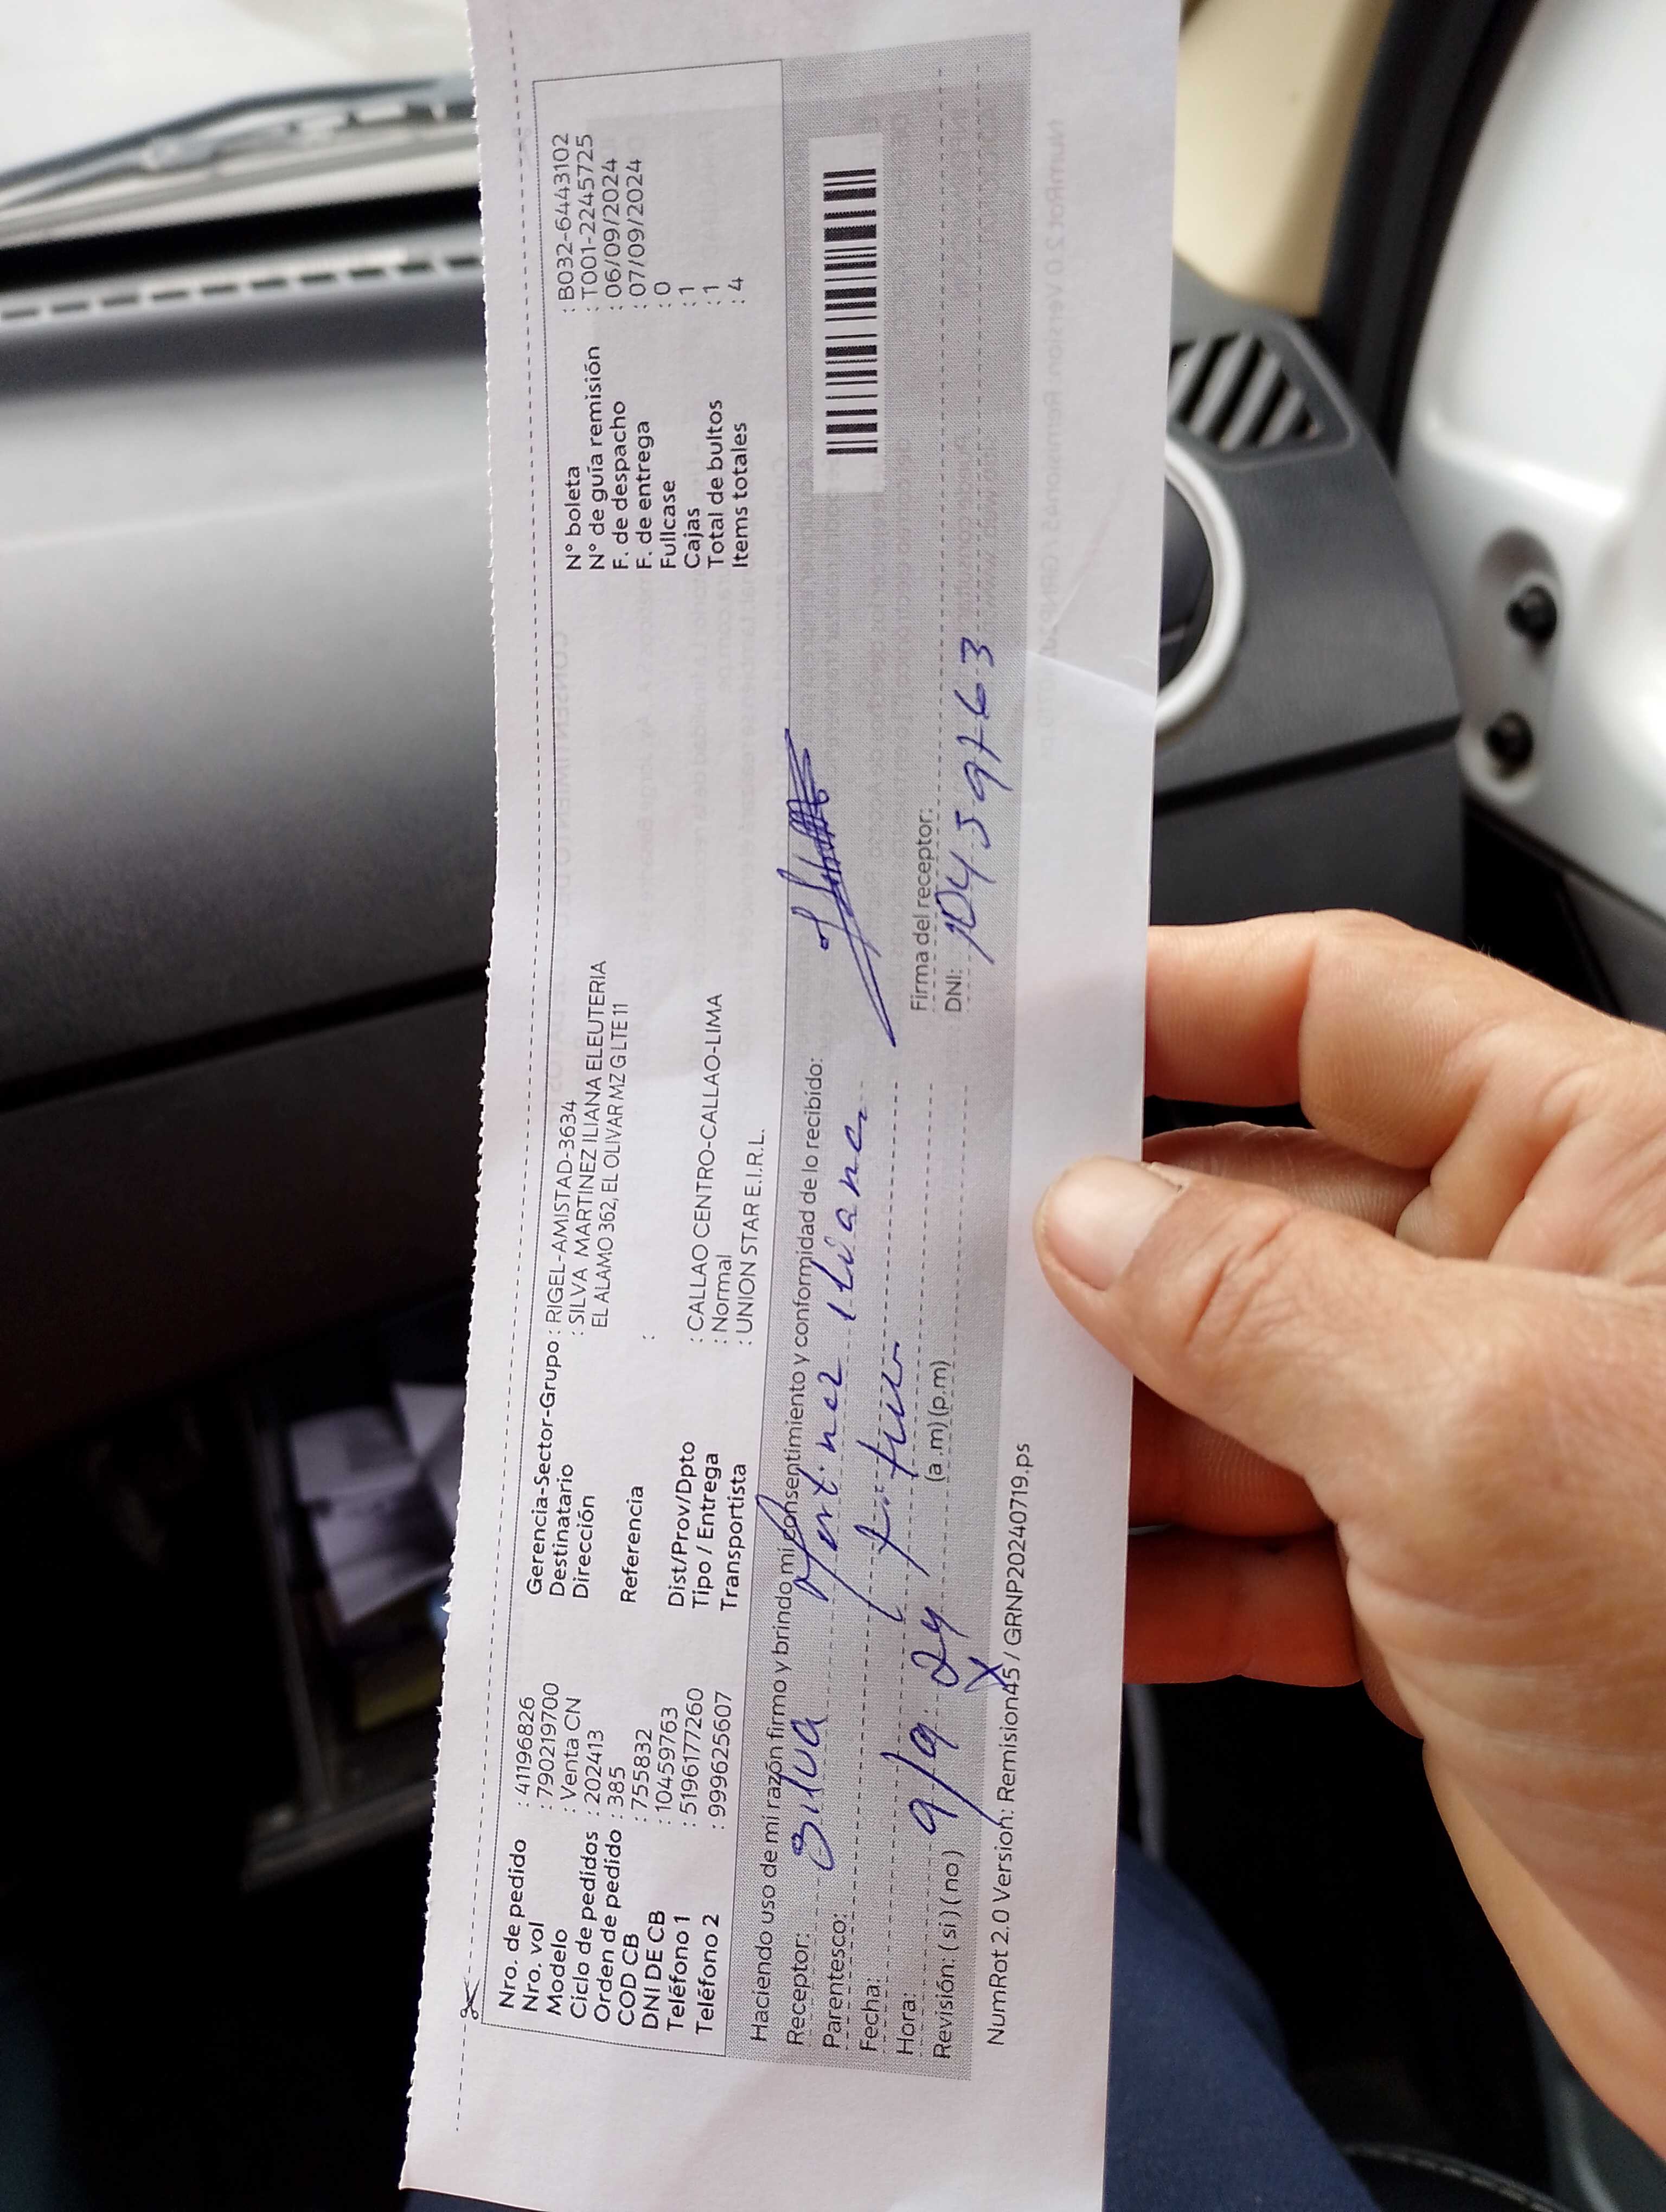 Nro. de pedido : 41196826
Nro. vol : 790219700
Modelo : Venta CN
Ciclo de pedidos : 202413
Orden de pedido : 385
COD CB : 755832
DNI DE CB : 10459763
Teléfono 1 : 5196177260
Teléfono 2 : 999625607
Gerencia-Sector-Grupo : RIGEL-AMISTAD-3634
Destinatario : SILVA MARTINEZ ILIANA ELEUTERIA
Dirección EL ALAMO 362, EL OLIVAR MZ G LTE 11
Referencia :
Dist/Prov/Dpto : CALLAO CENTRO-CALLAO-LIMA
Tipo / Entrega : Normal
Transportista : UNION STAR E.I.R.L.
N° boleta : B032-6443102
N° de guía remisión : T001-2245725
F. de despacho : 06/09/2024
F. de entrega : 07/09/2024
Fullcase : 0
Cajas : 1
Total de bultos : 1
Items totales : 4
Haciendo uso de mi razón firmo y brindo mi consentimiento y conformidad de lo recibido:
Receptor: Silva Martinez Iliana
Parentesco: titular
Fecha: 9/9 24
Hora: (a.m) (p.m)
Revisión: ( si ) ( no ) X
Firma del receptor:
DNI: 10459763
NumRot 2.0 Version: Remision45 / GRNP20240719.ps